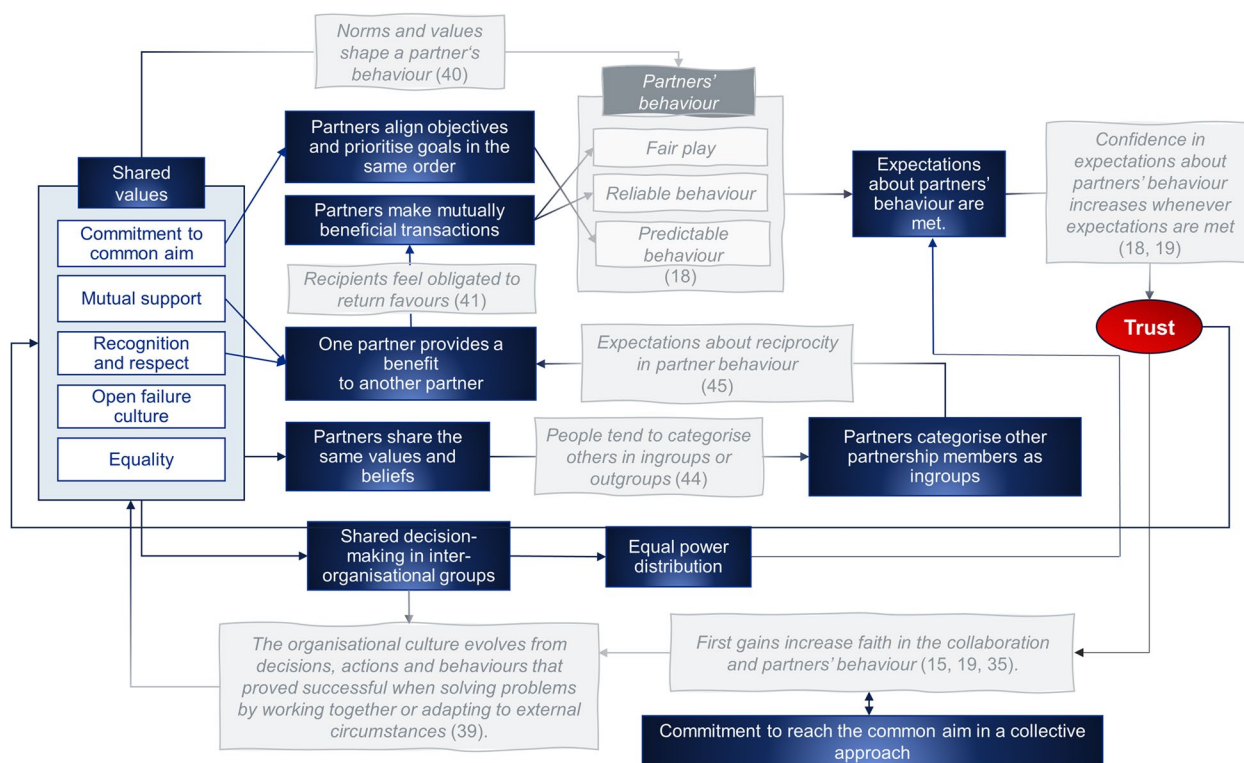 Norms and values
shape a partner's
behaviour (40)
Partners'
behaviour
Fair play
Reliable behaviour
Predictable
behaviour
(18)
Partners align objectives
and prioritise goals in the
same order
Partners make mutually
beneficial transactions
Recipients feel obligated to
return favours (41)
One partner provides a
benefit
to another partner
Partners share the
same values and
beliefs
Shared
values
Commitment to
common aim
Mutual support
Recognition
and respect
Open failure
culture
Equality
Expectations
about partners'
behaviour are
met.
Confidence in
expectations about
partners' behaviour
increases whenever
expectations are met
(18, 19)
Trust
Expectations about reciprocity
in partner behaviour
(45)
People tend to categorise
others in ingroups or
outgroups (44)
Partners categorise other
partnership members as
ingroups
Shared decision-
making in inter-
organisational groups
Equal power
distribution
The organisational culture evolves from
decisions, actions and behaviours that
proved successful when solving problems
by working together or adapting to external
circumstances (39).
First gains increase faith in the collaboration
and partners' behaviour (15, 19, 35).
Commitment to reach the common aim in a collective
approach